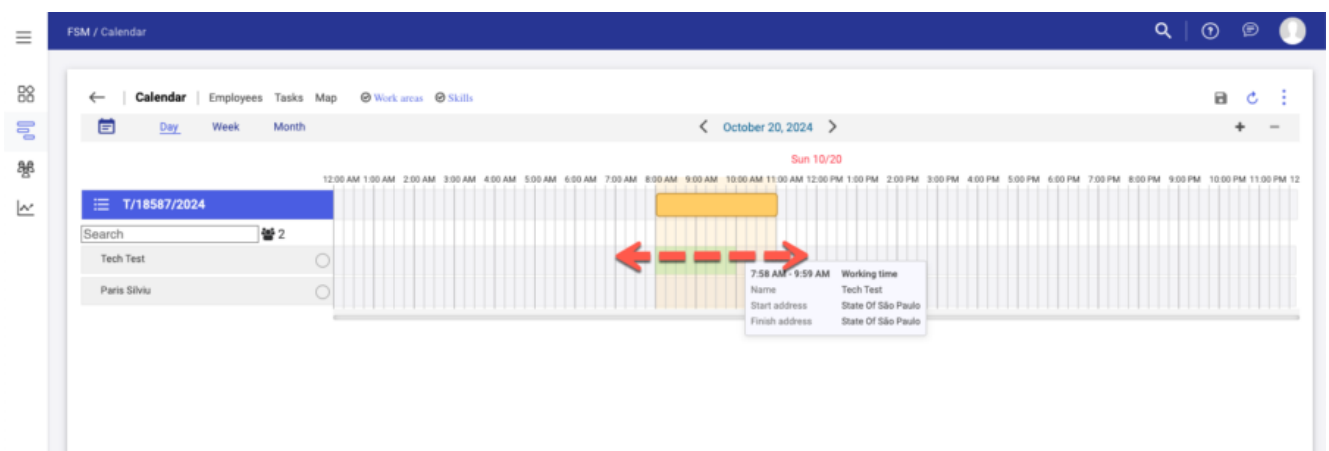 FSM / Calendar
Calendar Employees Tasks Map Work areas Skills
Day Week Month October 20, 2024 + −
Sun 10/20
12:00 AM 1:00 AM 2:00 AM 3:00 AM 4:00 AM 5:00 AM 6:00 AM 7:00 AM 8:00 AM 9:00 AM 10:00 AM 11:00 AM 12:00 PM 1:00 PM 2:00 PM 3:00 PM 4:00 PM 5:00 PM 6:00 PM 7:00 PM 8:00 PM 9:00 PM 10:00 PM 11:00 PM 12
T/18587/2024
Search 2
Tech Test
7:58 AM - 9:59 AM Working time
Name Tech Test
Paris Silviu
Start address State Of São Paulo
Finish address State Of São Paulo